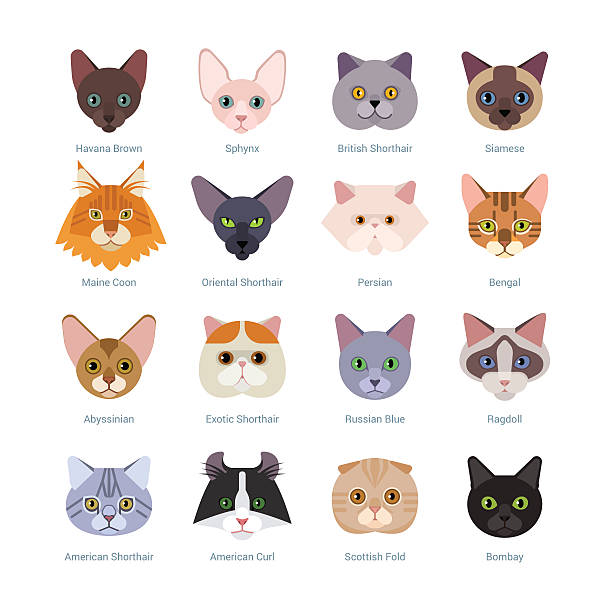 Havana Brown
Sphynx
British Shorthair
Siamese
Maine Coon
Oriental Shorthair
Persian
Bengal
Abyssinian
Exotic Shorthair
Russian Blue
Ragdoll
American Shorthair
American Curl
Scottish Fold
Bombay